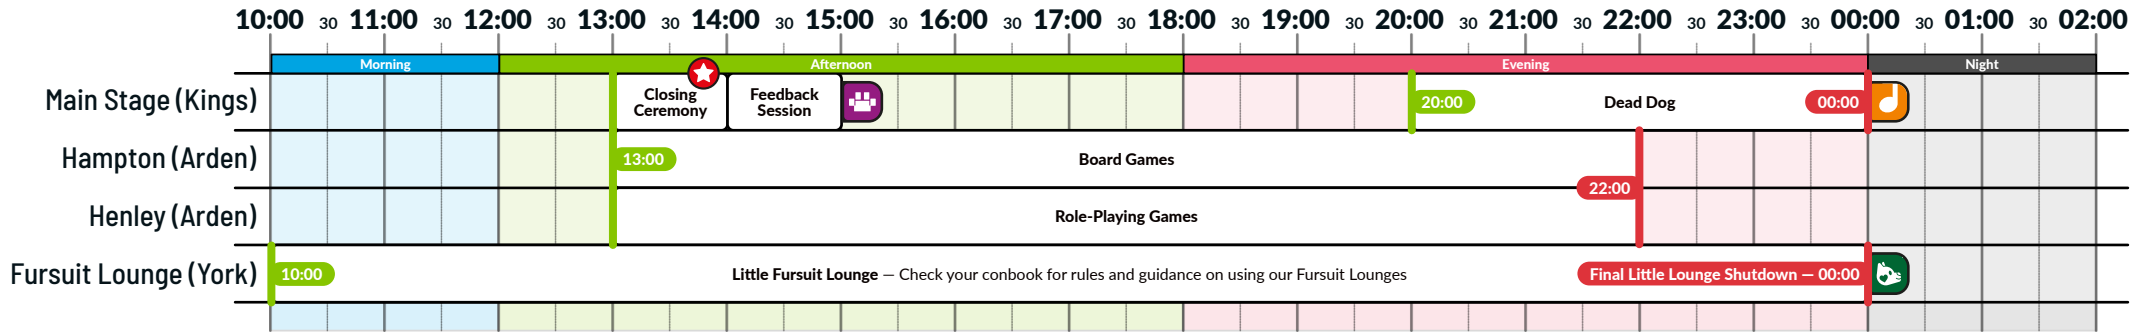 10:00 30 11:00 30 12:00 30 13:00 30 14:00 30 15:00 30 16:00 30 17:00 30 18:00 30 19:00 30 20:00 30 21:00 30 22:00 30 23:00 30 00:00 30 01:00 30 02:00
Morning Afternoon Evening Night
Main Stage (Kings)
Closing
Ceremony
Feedback
Session
20:00 Dead Dog 00:00
Hampton (Arden) 13:00 Board Games
22:00
Henley (Arden) Role-Playing Games
Fursuit Lounge (York) 10:00 Little Fursuit Lounge — Check your conbook for rules and guidance on using our Fursuit Lounges Final Little Lounge Shutdown — 00:00